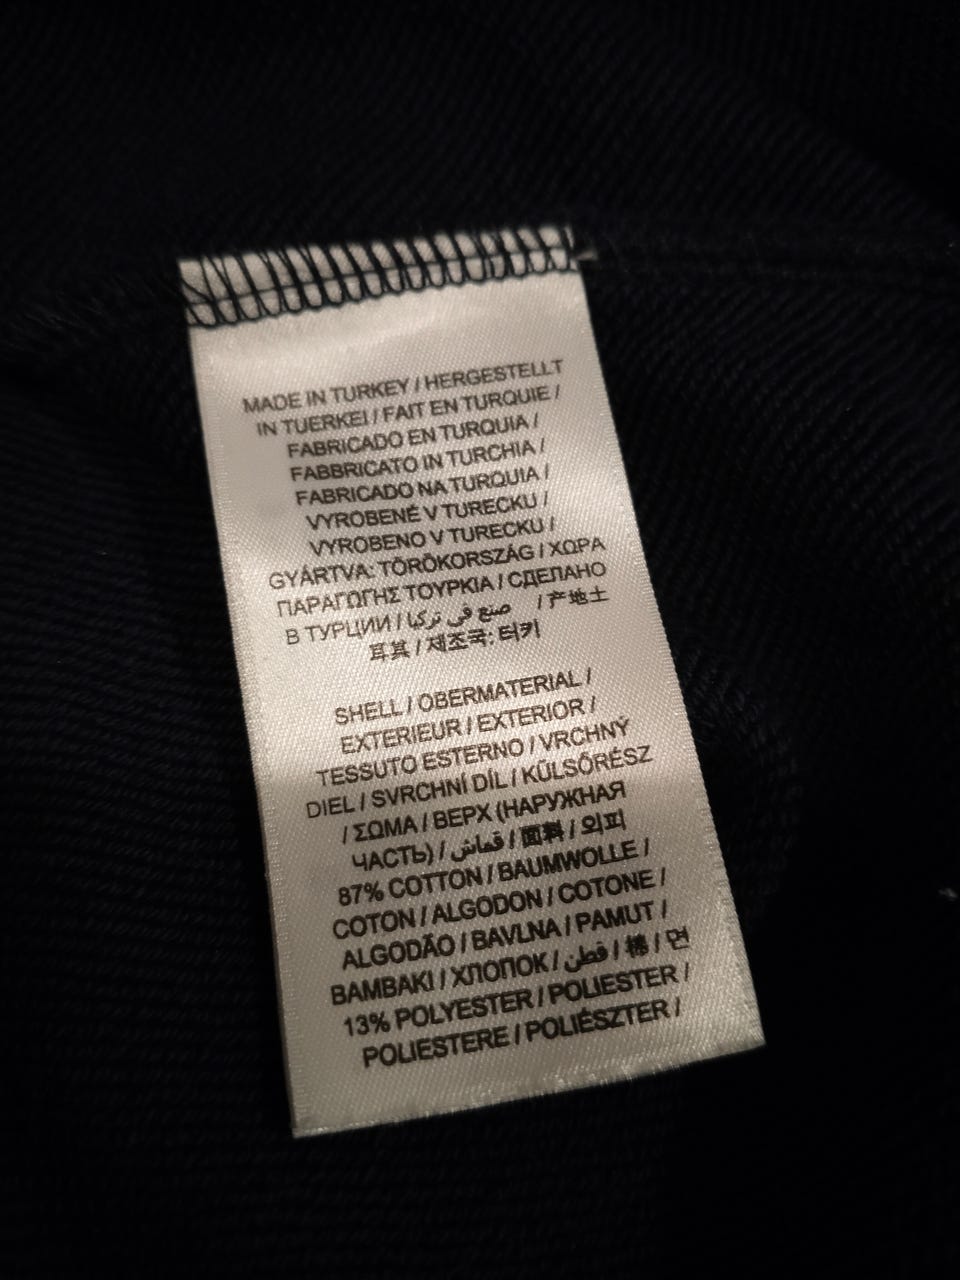 MADE IN TURKEY / HERGESTELLT
IN TUERKEI / FAIT EN TURQUIE /
FABRICADO EN TURQUIA /
FABBRICATO IN TURCHIA /
FABRICADO NA TURQUIA /
VYROBENÉ V TURECKU /
VYROBENO V TURECKU /
GYÁRTVA: TÖRÖKORSZÁG / ΧΩΡΑ
ΠΑΡΑΓΩΓΗΣ ΤΟΥΡΚΙΑ / СДЕЛАНО
В ТУРЦИИ / صنع في تركيا / 产地土
耳其 / 제조국: 터키
SHELL / OBERMATERIAL /
EXTERIEUR / EXTERIOR /
TESSUTO ESTERNO / VRCHNÝ
DIEL / SVRCHNÍ DÍL / KÜLSŐRÉSZ
/ ΣΩΜΑ / ВЕРХ (НАРУЖНАЯ
ЧАСТЬ) / قماش / 面料 / 외피
87% COTTON / BAUMWOLLE /
COTON / ALGODON / COTONE /
ALGODÃO / BAVLNA / PAMUT /
ΒΑΜΒΑΚΙ / ХЛОПОК / قطن / 棉 / 면
13% POLYESTER / POLIESTER /
POLIESTERE / POLIÉSZTER /